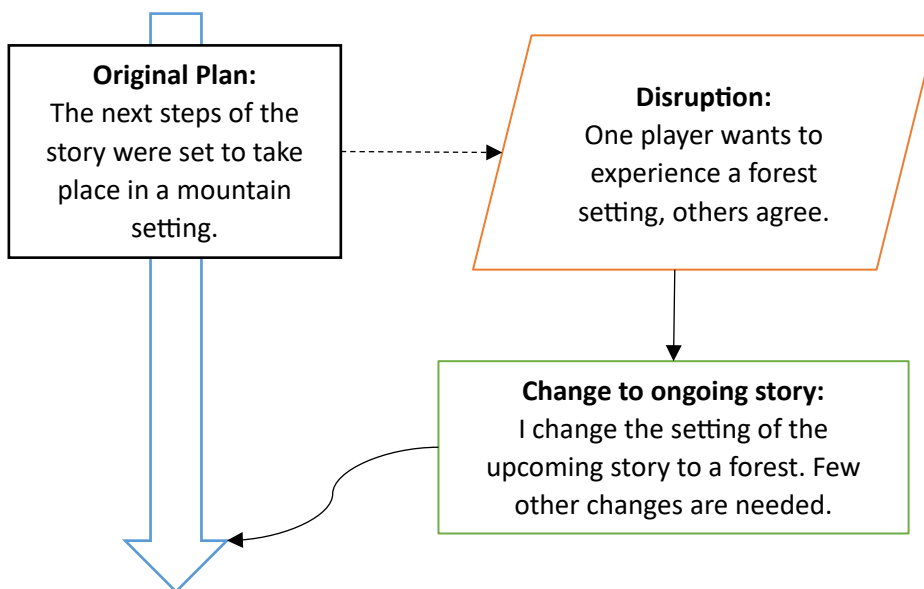 Original Plan:
The next steps of the
story were set to take
place in a mountain
setting.
Disruption:
One player wants to
experience a forest
setting, others agree.
Change to ongoing story:
I change the setting of the
upcoming story to a forest. Few
other changes are needed.